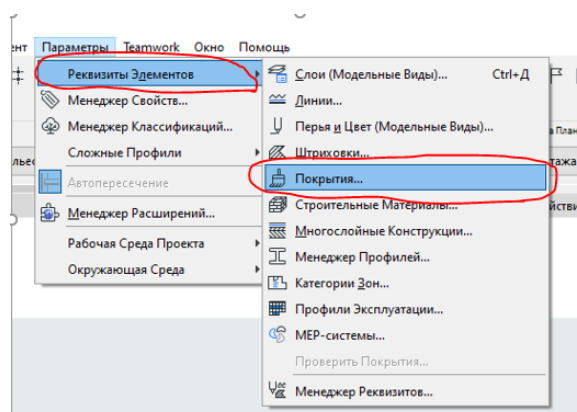 ент Параметры Teamwork Окно Помощь
Реквизиты Элементов
Менеджер Свойств...
Менеджер Классификаций...
Сложные Профили
Автопересечение
Менеджер Расширений...
Рабочая Среда Проекта
Окружающая Среда
Слои (Модельные Виды)... Ctrl+Д
Линии...
Перья и Цвет (Модельные Виды)...
Штриховки...
Покрытия...
Строительные Материалы...
Многослойные Конструкции...
Менеджер Профилей...
Категории Зон...
Профили Эксплуатации...
MEP-системы...
Проверить Покрытия...
Менеджер Реквизитов...